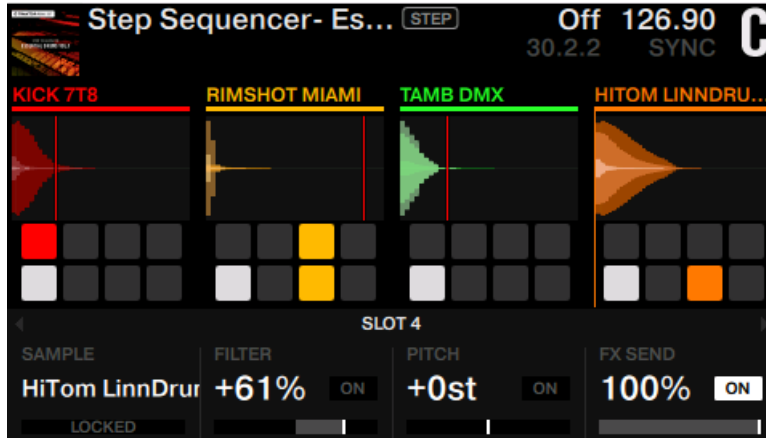 Step Sequencer- Es... STEP Off 126.90 C
30.2.2 SYNC
KICK 7T8 RIMSHOT MIAMI TAMB DMX HITOM LINNDRU...
SLOT 4
SAMPLE FILTER PITCH FX SEND
HiTom LinnDrur +61% ON +0st ON 100% ON
LOCKED